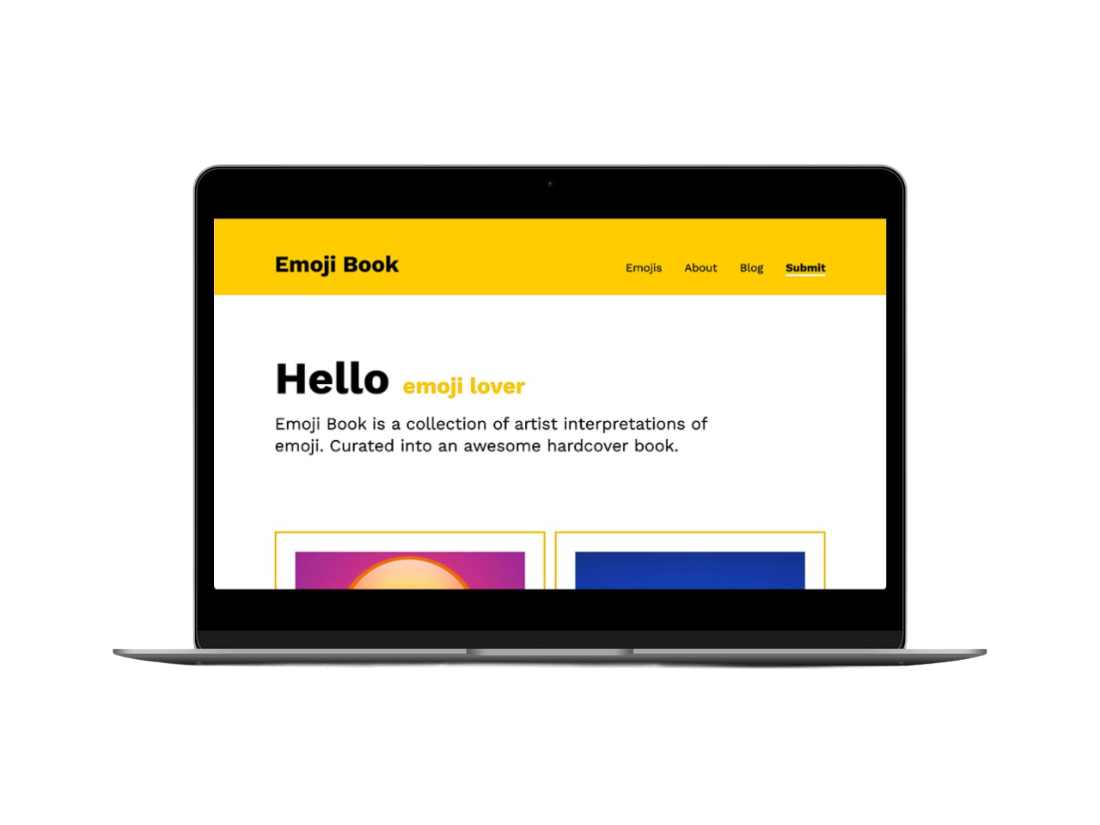 Emoji Book
Emojis About Blog Submit
Hello emoji lover
Emoji Book is a collection of artist interpretations of
emoji. Curated into an awesome hardcover book.